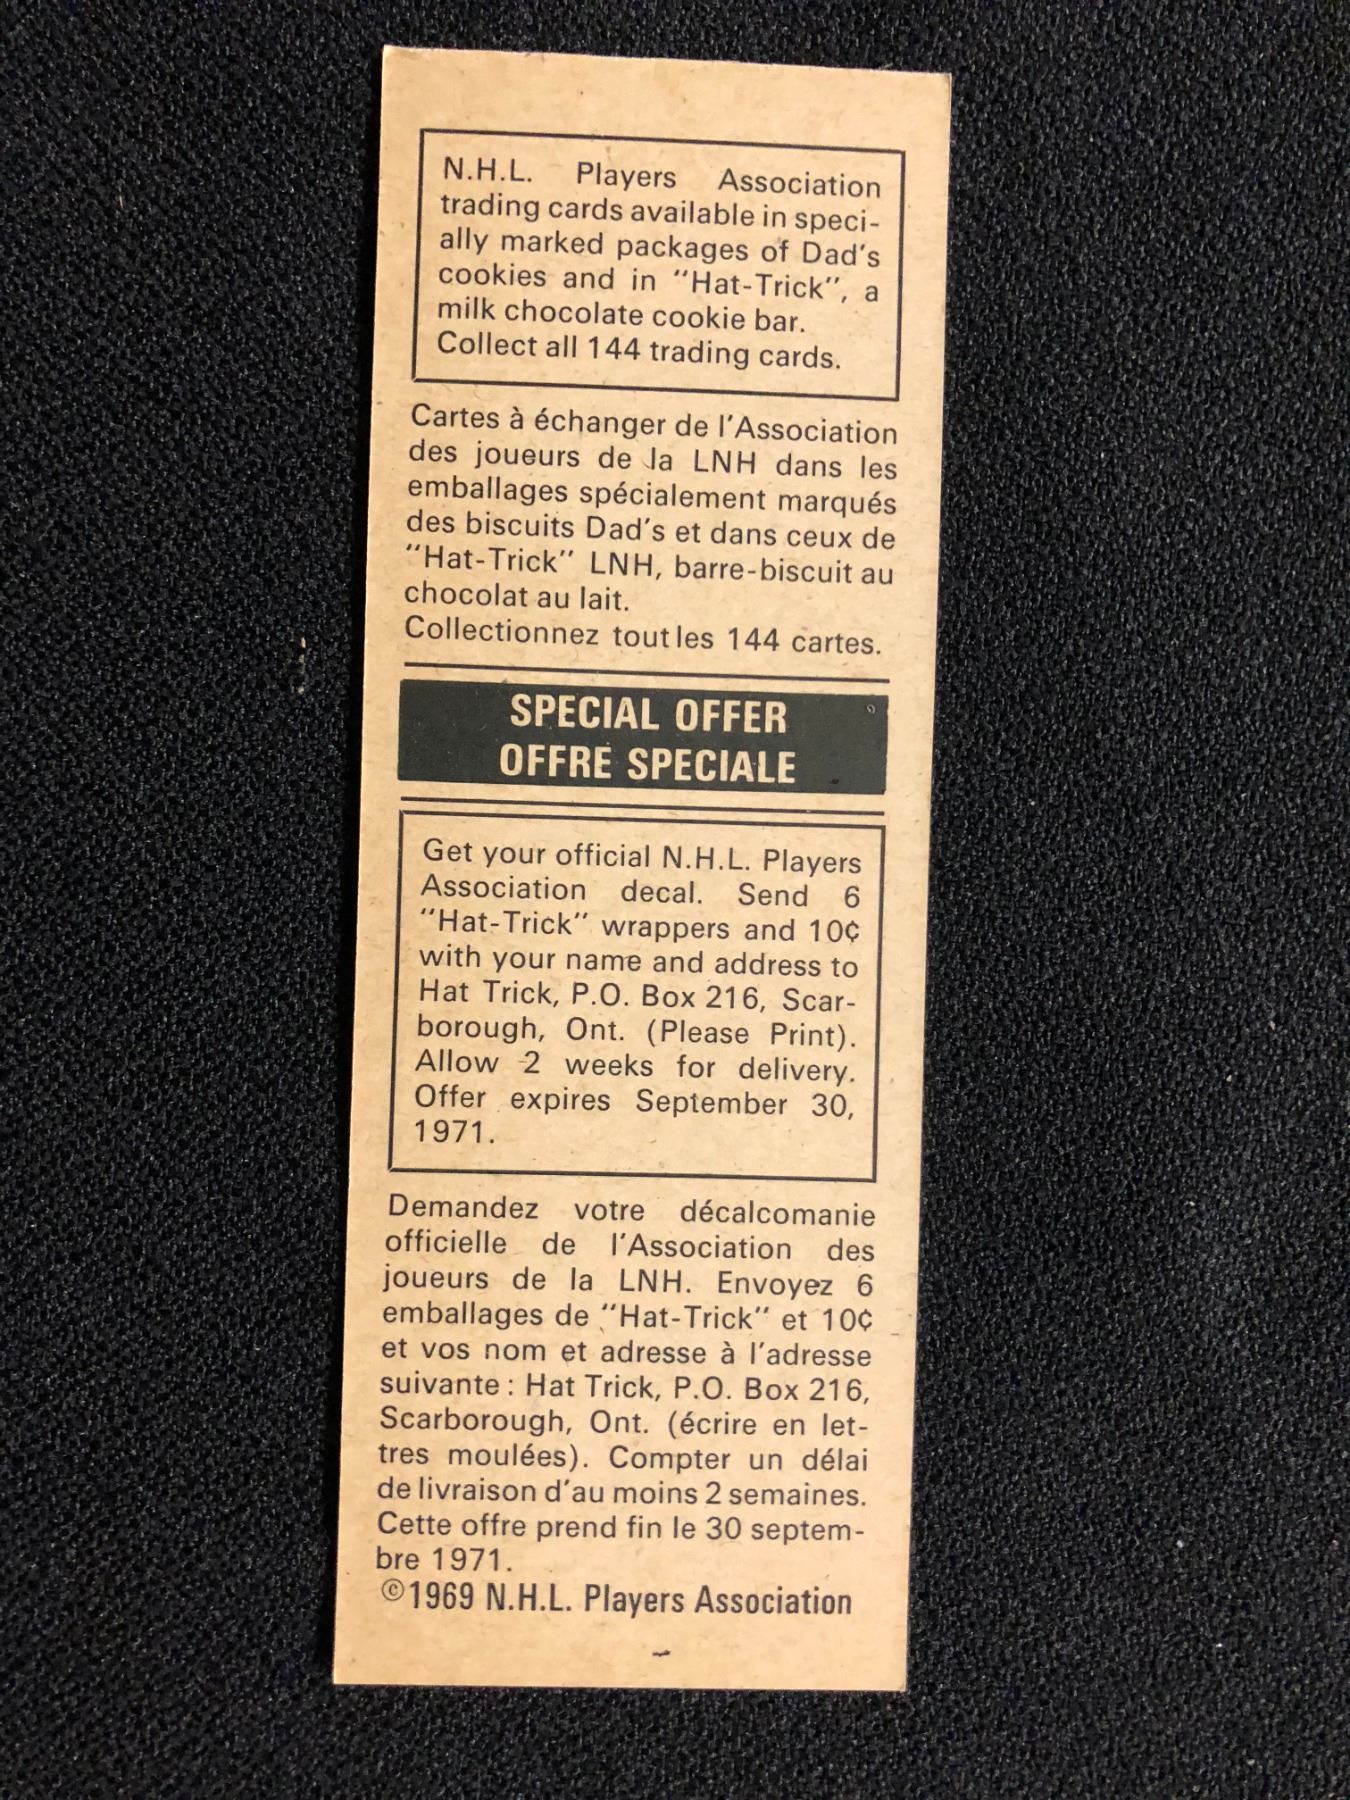 N.H.L. Players Association
trading cards available in speci-
ally marked packages of Dad's
cookies and in "Hat-Trick", a
milk chocolate cookie bar.
Collect all 144 trading cards.
Cartes à échanger de l'Association
des joueurs de la LNH dans les
emballages spécialement marqués
des biscuits Dad's et dans ceux de
"Hat-Trick" LNH, barre-biscuit au
chocolat au lait.
Collectionnez tout les 144 cartes.
SPECIAL OFFER
OFFRE SPECIALE
Get your official N.H.L. Players
Association decal. Send 6
"Hat-Trick" wrappers and 10¢
with your name and address to
Hat Trick, P.O. Box 216, Scar-
borough, Ont. (Please Print).
Allow 2 weeks for delivery.
Offer expires September 30,
1971.
Demandez votre décalcomanie
officielle de l'Association des
joueurs de la LNH. Envoyez 6
emballages de "Hat-Trick" et 10¢
et vos nom et adresse à l'adresse
suivante : Hat Trick, P.O. Box 216,
Scarborough, Ont. (écrire en let-
tres moulées). Compter un délai
de livraison d'au moins 2 semaines.
Cette offre prend fin le 30 septem-
bre 1971.
©1969 N.H.L. Players Association